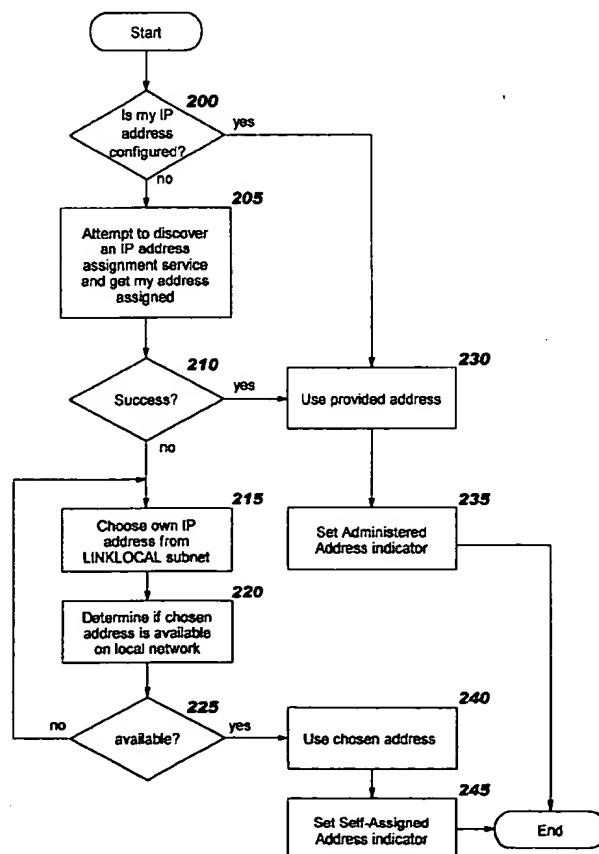 Start
200
Is my IP
address
configured?
yes
no
205
Attempt to discover
an IP address
assignment service
and get my address
assigned
210
Success?
yes
no
230
Use provided address
215
Choose own IP
address from
LINKLOCAL subnet
235
Set Administered
Address indicator
220
Determine if chosen
address is available
on local network
225
available?
no
yes
240
Use chosen address
245
Set Self-Assigned
Address indicator
End